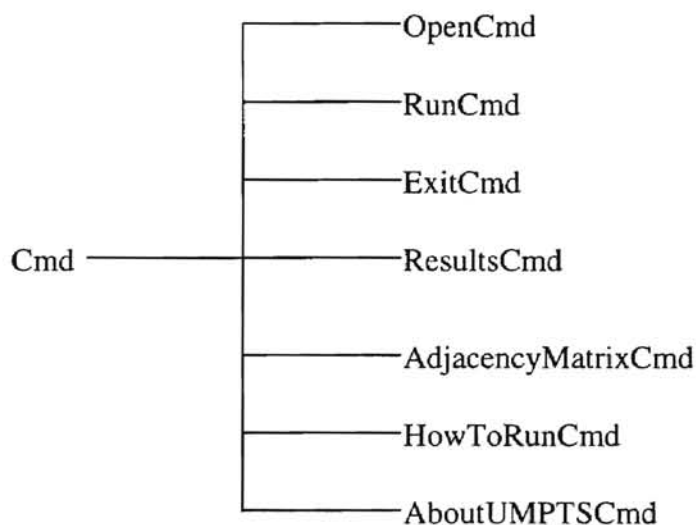 OpenCmd
RunCmd
ExitCmd
Cmd
ResultsCmd
AdjacencyMatrixCmd
HowToRunCmd
AboutUMPTSCmd